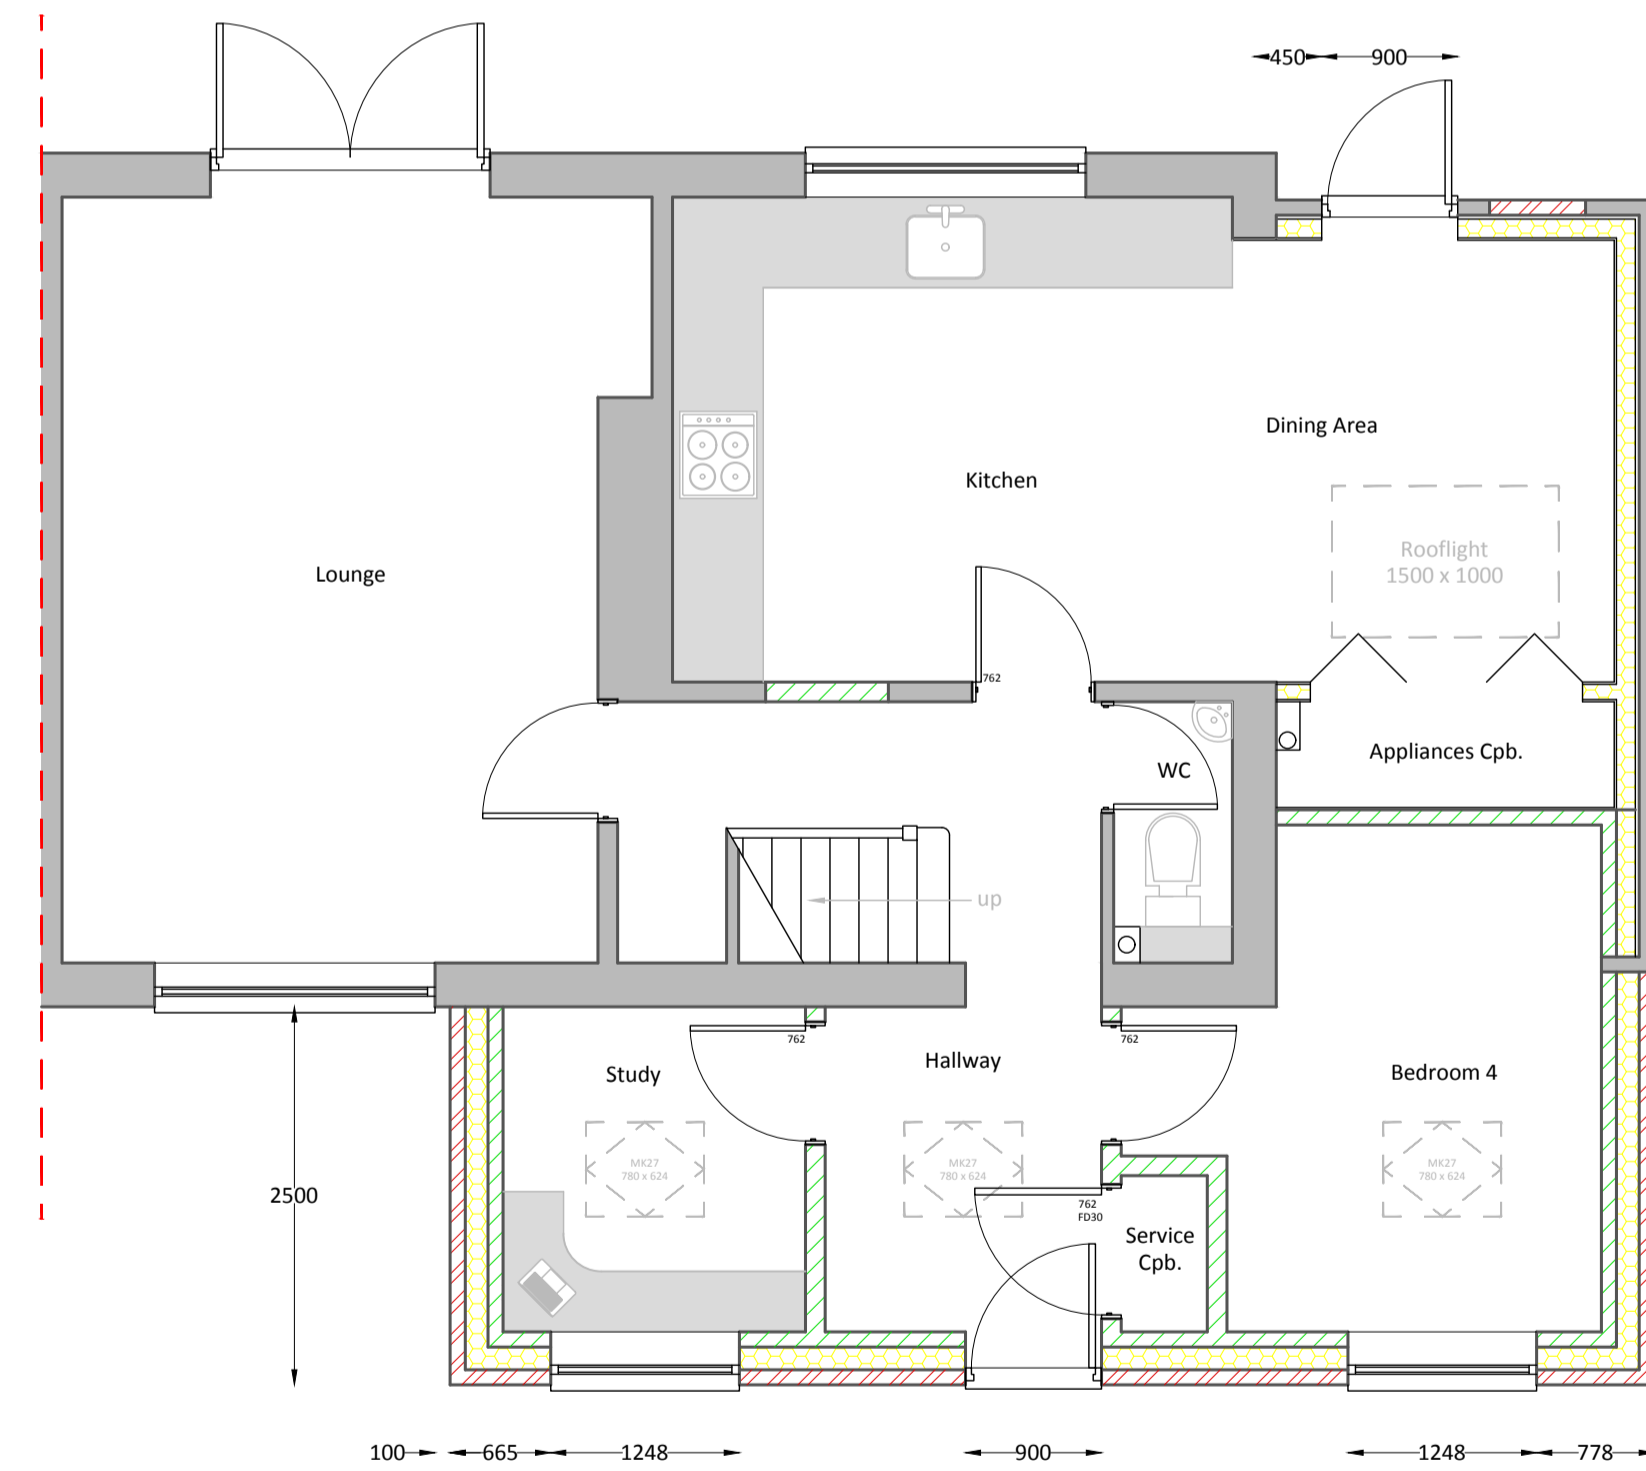 450
900
Dining Area
Kitchen
Rooflight
1500 x 1000
Lounge
762
Appliances Cpb.
WC
up
762
762
Hallway
Study
Bedroom 4
MK27
780 x 624
MK27
780 x 624
MK27
780 x 624
2500
762
FD30
Service
Cpb.
100
665
1248
900
1248
778